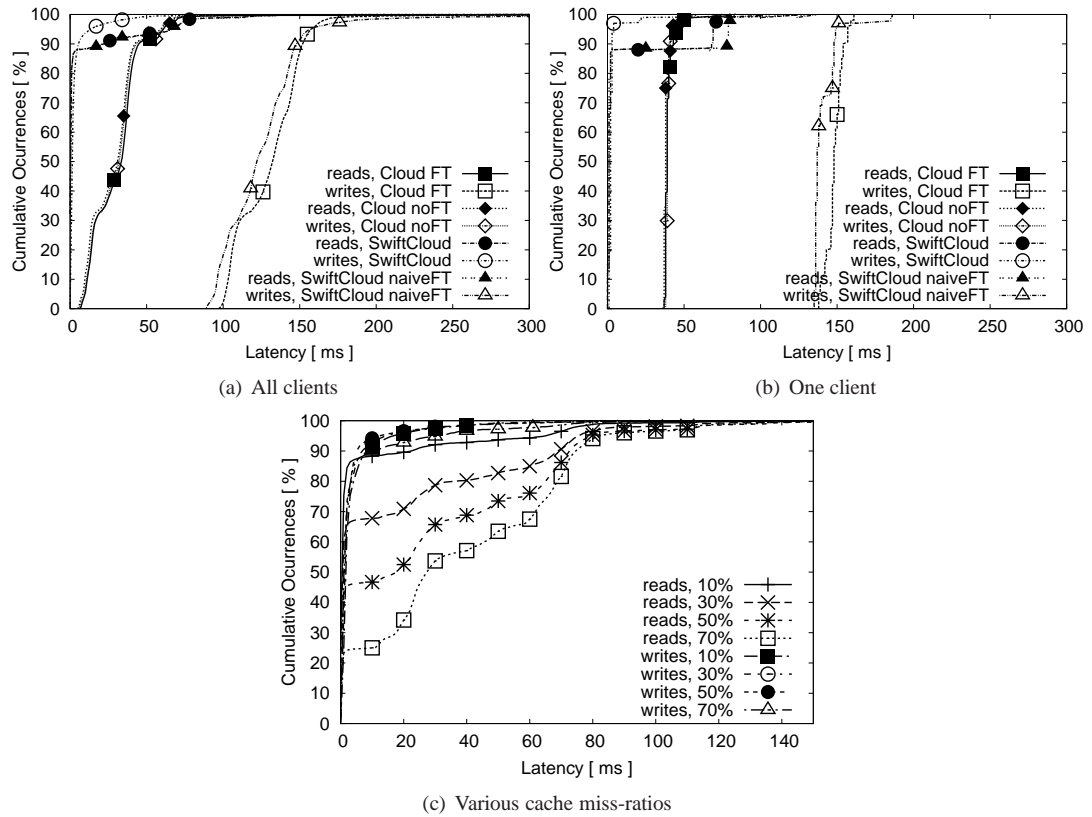 100
90
80
70
60
50
40
30
20
10
0
Cumulative Ocurrences [ % ]
reads, Cloud FT
writes, Cloud FT
reads, Cloud noFT
writes, Cloud noFT
reads, SwiftCloud
writes, SwiftCloud
reads, SwiftCloud naiveFT
writes, SwiftCloud naiveFT
0 50 100 150 200 250 300
Latency [ ms ]
(a) All clients
100
90
80
70
60
50
40
30
20
10
0
Cumulative Ocurrences [ % ]
reads, Cloud FT
writes, Cloud FT
reads, Cloud noFT
writes, Cloud noFT
reads, SwiftCloud
writes, SwiftCloud
reads, SwiftCloud naiveFT
writes, SwiftCloud naiveFT
0 50 100 150 200 250 300
Latency [ ms ]
(b) One client
100
90
80
70
60
50
40
30
20
10
0
Cumulative Ocurrences [ % ]
reads, 10%
reads, 30%
reads, 50%
reads, 70%
writes, 10%
writes, 30%
writes, 50%
writes, 70%
0 20 40 60 80 100 120 140
Latency [ ms ]
(c) Various cache miss-ratios